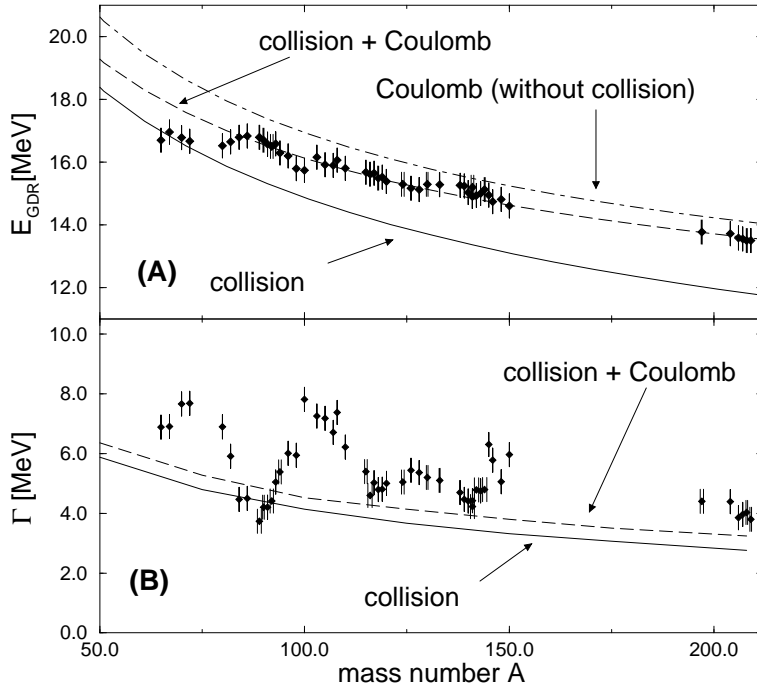 20.0
18.0
16.0
14.0
12.0
E_GDR[MeV]
collision + Coulomb
Coulomb (without collision)
(A)
collision
10.0
8.0
6.0
4.0
2.0
0.0
Γ [MeV]
collision + Coulomb
(B)
collision
50.0 100.0 150.0 200.0
mass number A